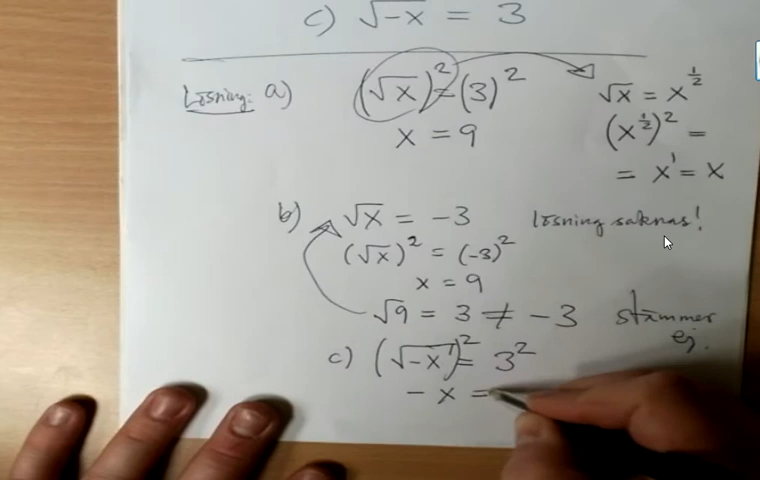 c) √-x = 3
Lösning: a) (√x)² = (3)² √x = x^½
x = 9 (x^½)² =
= x¹ = x
b) √x = -3 lösning saknas!
(√x)² = (-3)²
x = 9
√9 = 3 ≠ -3 stämmer ej.
c) (√-x)² = 3²
-x =